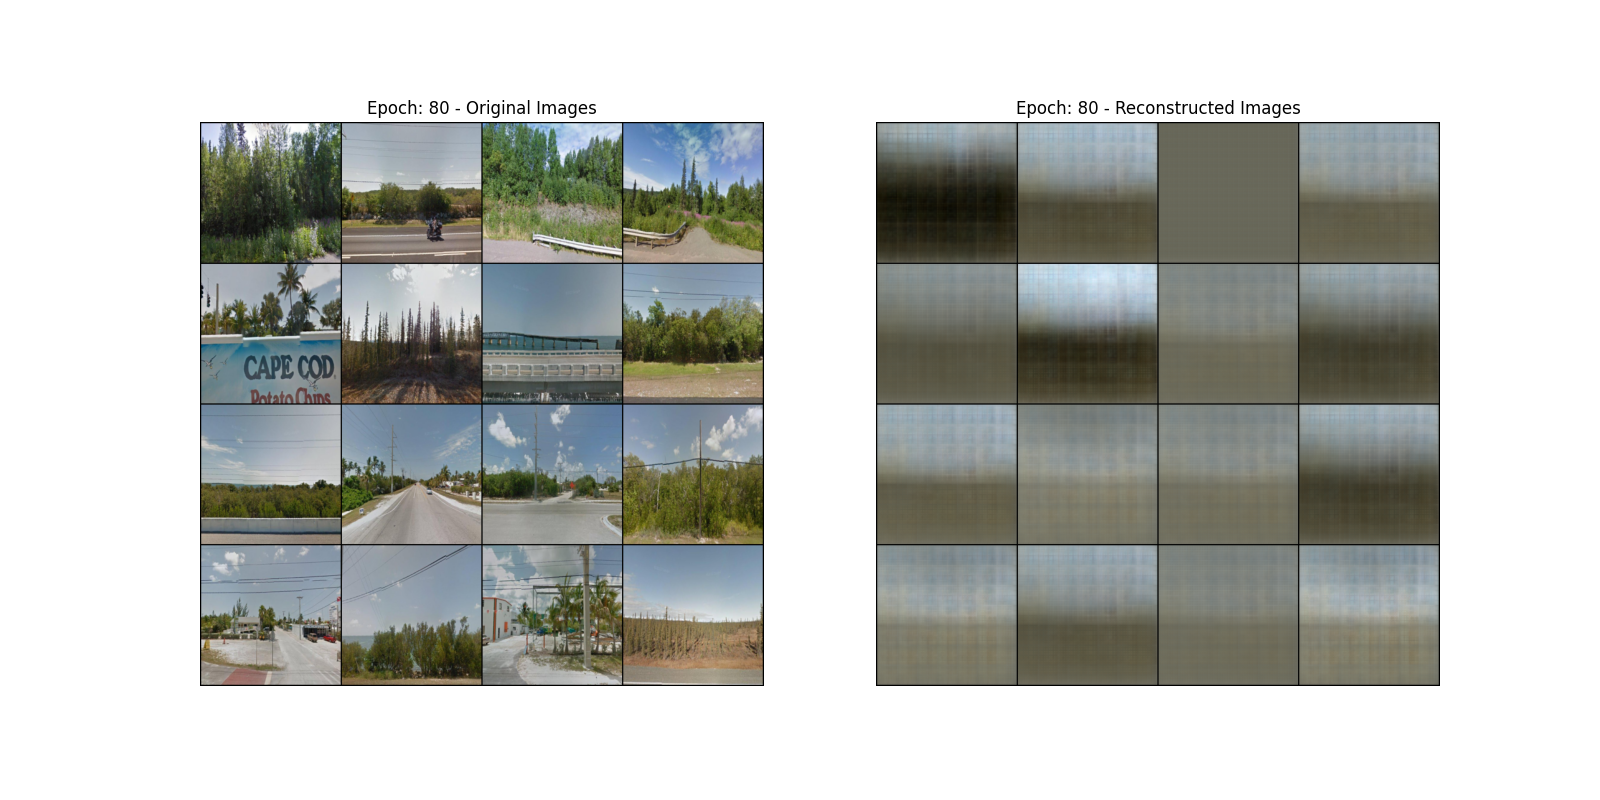 Epoch: 80 - Original Images
Epoch: 80 - Reconstructed Images
CAPE COD
Potato Chips